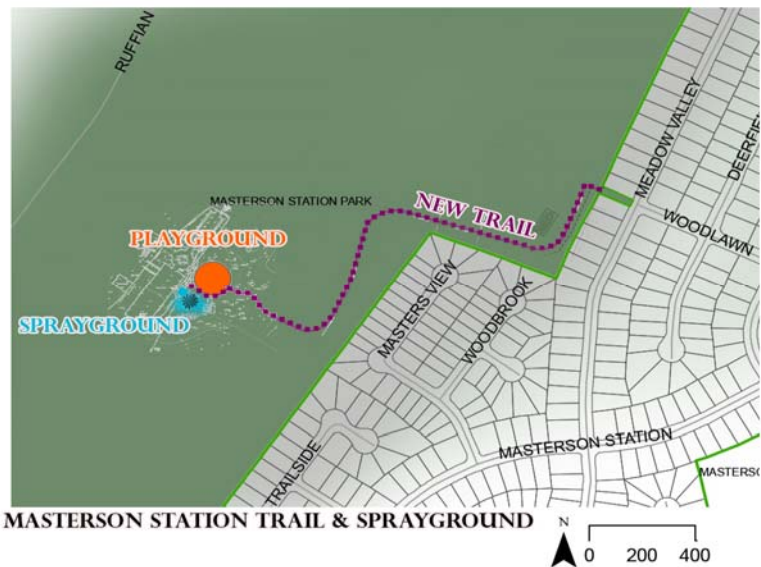 RUFFIAN
MEADOW VALLEY
DEERFIE
MASTERSON STATION PARK
NEW TRAIL
WOODLAWN
PLAYGROUND
SPRAYGROUND
MASTERS VIEW
WOODBROOK
MASTERSON STATION
MASTERSO
TRAILSIDE
MASTERSON STATION TRAIL & SPRAYGROUND
N
0 200 400